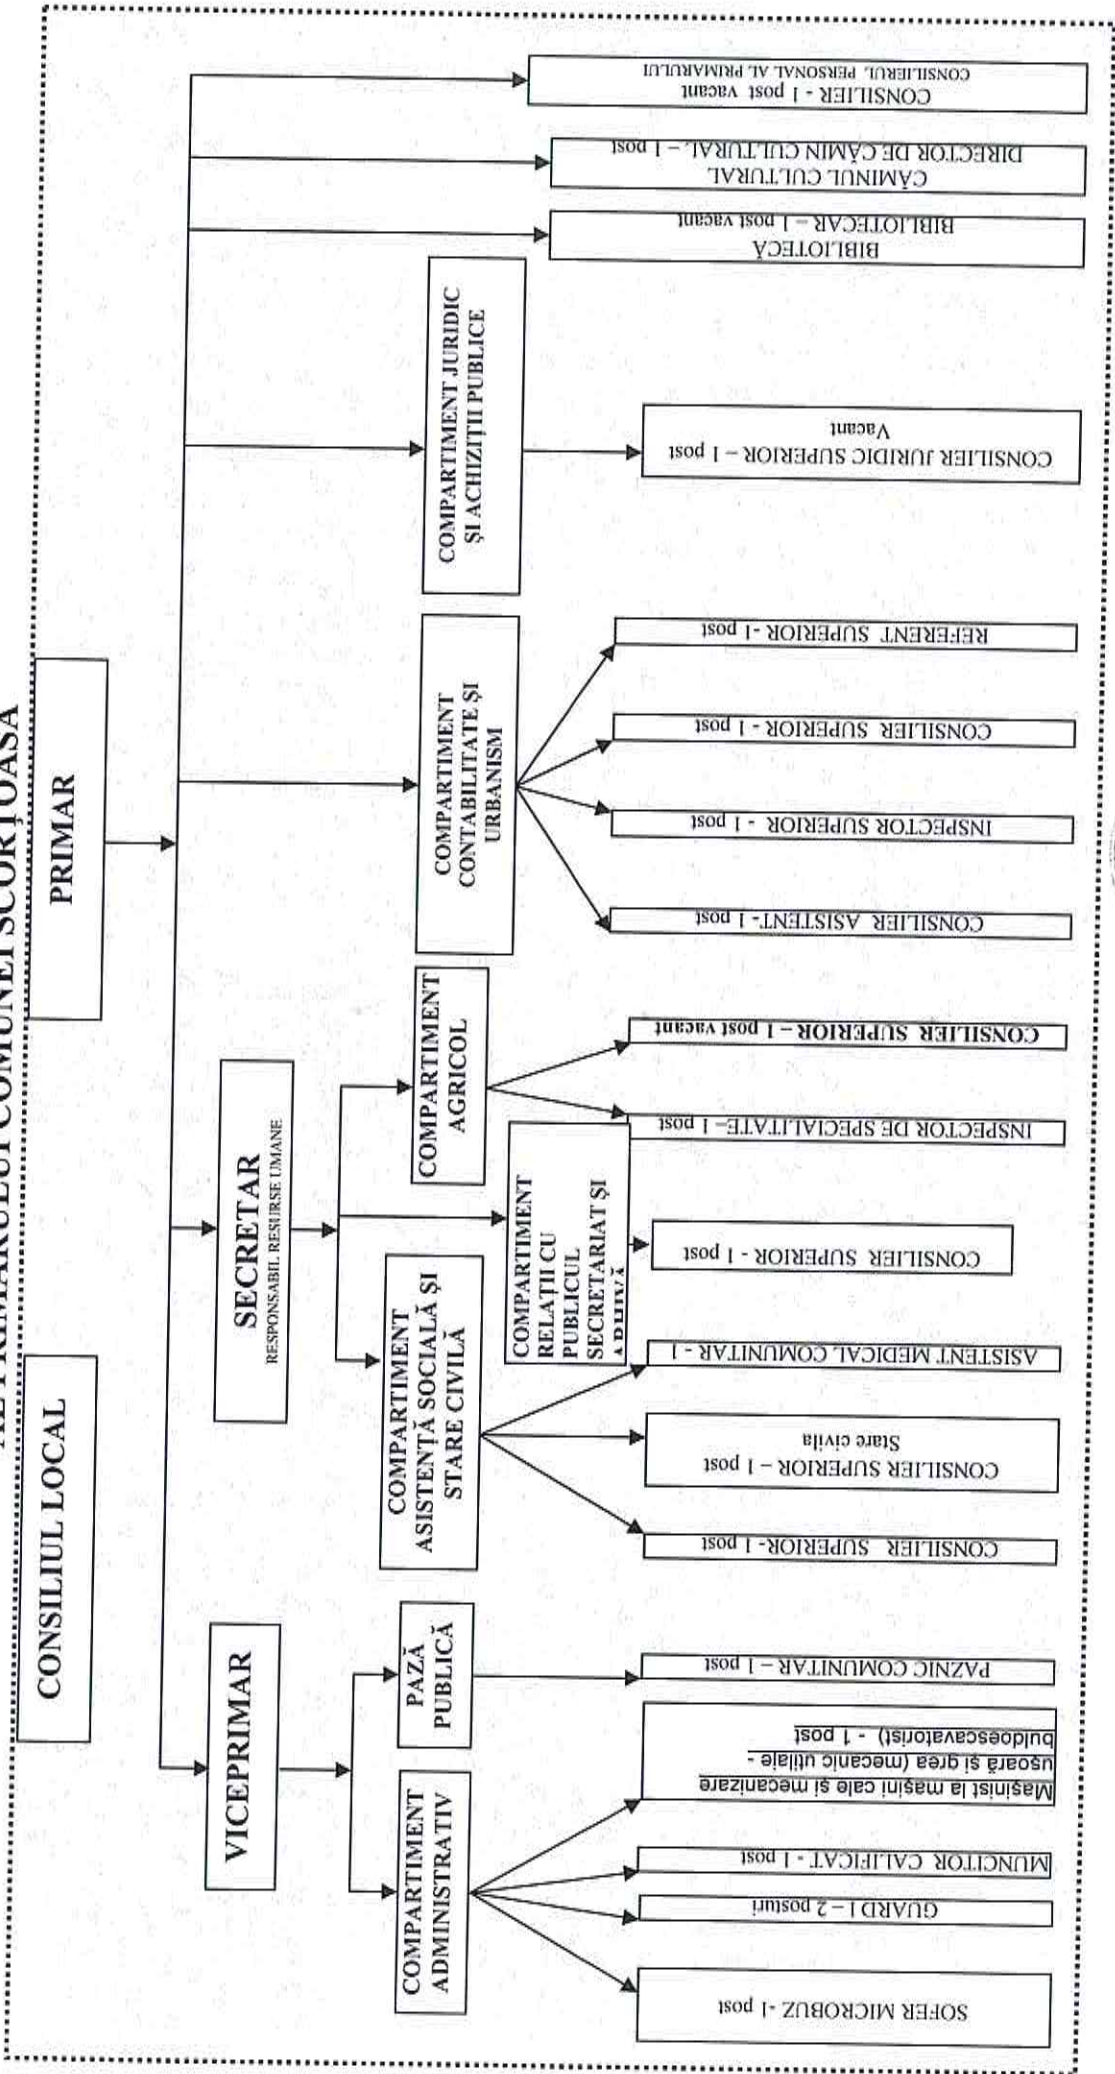 AL PRIMARULUI COMUNEI SCORȚOASA
CONSILIUL LOCAL
PRIMAR
VICEPRIMAR
SECRETAR
RESPONSABIL RESURSE UMANE
COMPARTIMENT
ADMINISTRATIV
PAZĂ
PUBLICĂ
COMPARTIMENT
ASISTENȚĂ SOCIALĂ ȘI
STARE CIVILĂ
COMPARTIMENT
RELAȚII CU
PUBLICUL
SECRETARIAT ȘI
COMPARTIMENT
AGRICOL
COMPARTIMENT
CONTABILITATE ȘI
URBANISM
COMPARTIMENT JURIDIC
ȘI ACHIZIȚII PUBLICE
SOFER MICROBUZ -1 post
GUARD I – 2 posturi
MUNCITOR CALIFICAT - 1 post
Mașinist la mașini cale și mecanizare
ușoară și grea (mecanic utilaje -
buldoescavatorist) - 1 post
PAZNIC COMUNITAR – 1 post
CONSILIER SUPERIOR- 1 post
CONSILIER SUPERIOR – 1 post
Stare civila
ASISTENT MEDICAL COMUNITAR - 1
CONSILIER SUPERIOR - 1 post
INSPECTOR DE SPECIALITATE– 1 post
CONSILIER SUPERIOR – 1 post vacant
CONSILIER ASISTENT- 1 post
INSPECTOR SUPERIOR - 1 post
CONSILIER SUPERIOR - 1 post
REFERENT SUPERIOR -1 post
CONSILIER JURIDIC SUPERIOR – 1 post
Vacant
BIBLIOTECĂ
BIBLIOTECAR – 1 post vacant
CĂMINUL CULTURAL
DIRECTOR DE CĂMIN CULTURAL – 1 post
CONSILIER - 1 post vacant
CONSILIERUL PERSONAL AL PRIMARULUI